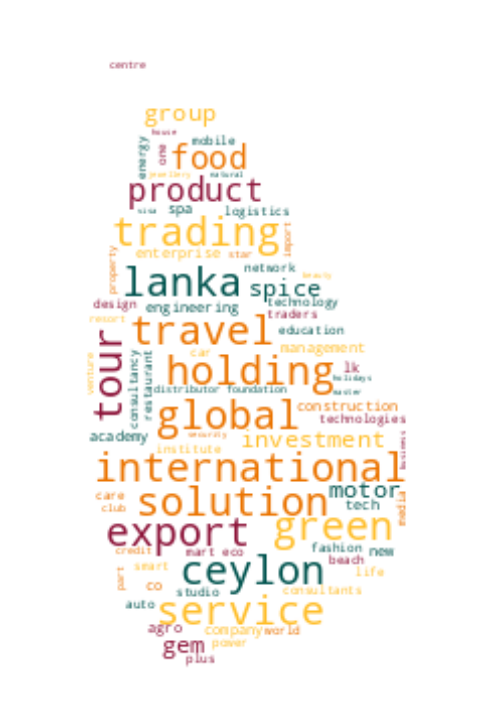 centre
group
house
mobile
energy
one
food
jewellery
natural
product
visa
spa
logistics
trading
import
enterprise
star
property
network
beauty
lanka
spice
design
engineering
technology
traders
resort
travel
education
tour
car
management
venture
consultancy
restaurant
holding
lk
holidays
distributor
foundation
easter
global
construction
technologies
academy
security
investment
business
institute
international
care
solution
motor
club
tech
media
export
green
credit
mart
eco
fashion
new
beach
part
smart
ceylon
life
co
studio
consultants
auto
service
agro
company
world
gem
power
plus